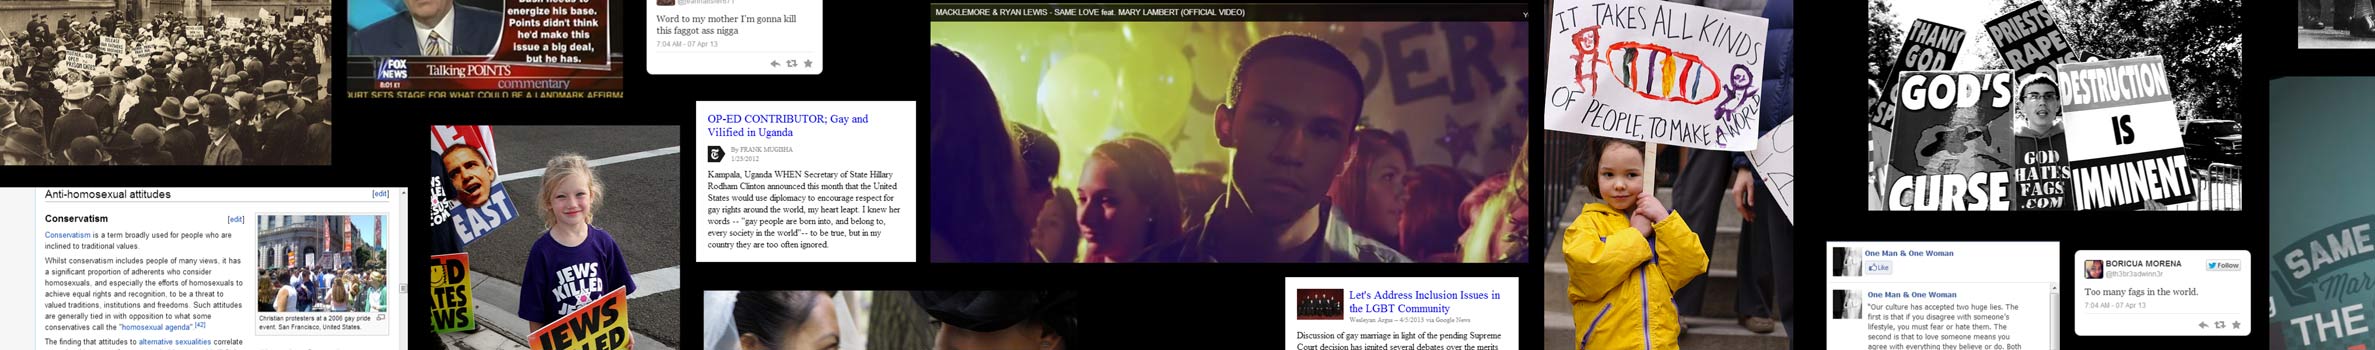 energize his base.
Points didn't think
he'd make this
issue a big deal,
but he has.
FOX
NEWS
8:01 ET
Talking POINTS
commentary
URT SETS STAGE FOR WHAT COULD BE A LANDMARK AFFIRMA
Word to my mother I'm gonna kill
this faggot ass nigga
7:04 AM - 07 Apr 13
MACKLEMORE & RYAN LEWIS - SAME LOVE feat. MARY LAMBERT (OFFICIAL VIDEO)
IT TAKES ALL KINDS
OF PEOPLE, TO MAKE A WORLD
THANK
GOD
PRIESTS
RAPE
GOD'S
CURSE
GOD
HATES
FAGS
.COM
DESTRUCTION
IS
IMMINENT
OP-ED CONTRIBUTOR; Gay and
Vilified in Uganda
By FRANK MUGISHA
1/23/2012
Kampala, Uganda WHEN Secretary of State Hillary
Rodham Clinton announced this month that the United
States would use diplomacy to encourage respect for
gay rights around the world, my heart leapt. I knew her
words -- "gay people are born into, and belong to,
every society in the world"-- to be true, but in my
country they are too often ignored.
EAST
JEWS
KILLED
JEWS
Anti-homosexual attitudes
[edit]
Conservatism
[edit]
Conservatism is a term broadly used for people who are
inclined to traditional values.
Whilst conservatism includes people of many views, it has
a significant proportion of adherents who consider
homosexuals, and especially the efforts of homosexuals to
achieve equal rights and recognition, to be a threat to
valued traditions, institutions and freedoms. Such attitudes
are generally tied in with opposition to what some
conservatives call the "homosexual agenda".[42]
The finding that attitudes to alternative sexualities correlate
Christian protesters at a 2006 gay pride
event. San Francisco, United States.
Let's Address Inclusion Issues in
the LGBT Community
Wesleyan Argus -- 4/5/2013 via Google News
Discussion of gay marriage in light of the pending Supreme
Court decision has ignited several debates over the merits
One Man & One Woman
Like
One Man & One Woman
"Our culture has accepted two huge lies. The
first is that if you disagree with someone's
lifestyle, you must fear or hate them. The
second is that to love someone means you
agree with everything they believe or do. Both
BORICUA MORENA
@th3br3adwinn3r
Follow
Too many fags in the world.
7:04 AM - 07 Apr 13
SAME
THE